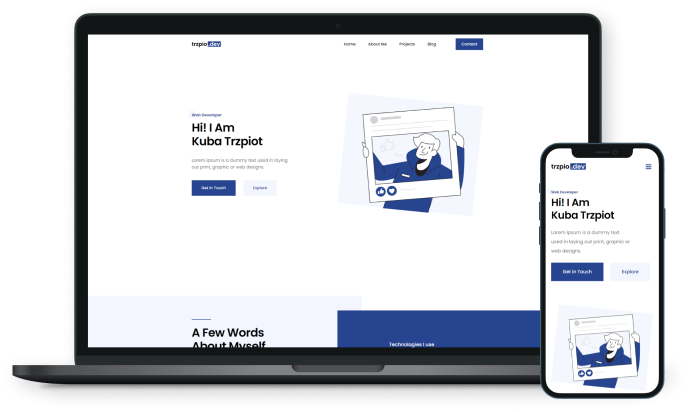 trzpio.dev
Home About Me Projects Blog Contact
Web Developer
Hi! I Am
Kuba Trzpiot
Lorem ipsum is a dummy text used in laying
out print, graphic or web designs.
Get In Touch Explore
A Few Words
About Myself
Technologies I use
trzpio.dev
Web Developer
Hi! I Am
Kuba Trzpiot
Lorem ipsum is a dummy text
used in laying out print, graphic or
web designs.
Get In Touch Explore